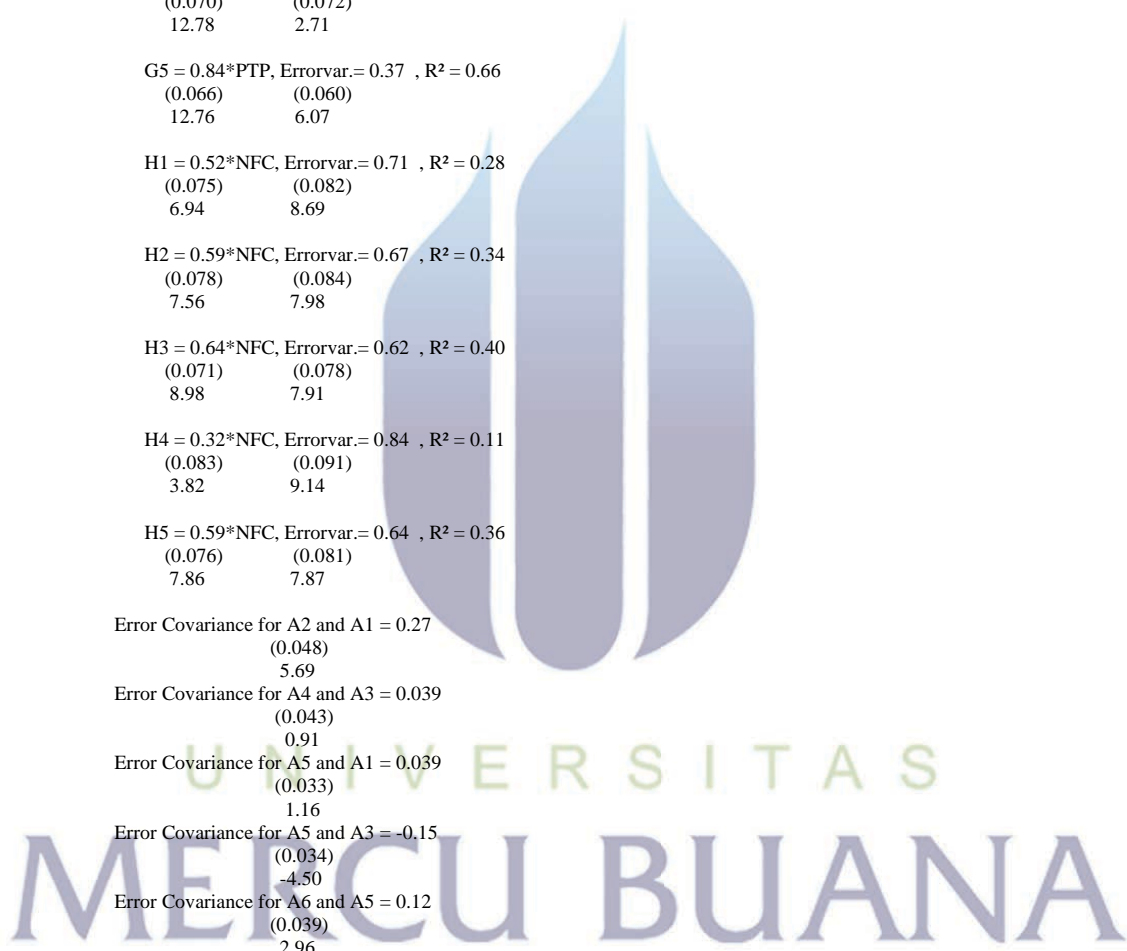 (0.070) (0.072)
12.78 2.71
G5 = 0.84*PTP, Errorvar.= 0.37 , R² = 0.66
(0.066) (0.060)
12.76 6.07
H1 = 0.52*NFC, Errorvar.= 0.71 , R² = 0.28
(0.075) (0.082)
6.94 8.69
H2 = 0.59*NFC, Errorvar.= 0.67 , R² = 0.34
(0.078) (0.084)
7.56 7.98
H3 = 0.64*NFC, Errorvar.= 0.62 , R² = 0.40
(0.071) (0.078)
8.98 7.91
H4 = 0.32*NFC, Errorvar.= 0.84 , R² = 0.11
(0.083) (0.091)
3.82 9.14
H5 = 0.59*NFC, Errorvar.= 0.64 , R² = 0.36
(0.076) (0.081)
7.86 7.87
Error Covariance for A2 and A1 = 0.27
(0.048)
5.69
Error Covariance for A4 and A3 = 0.039
(0.043)
0.91
Error Covariance for A5 and A1 = 0.039
(0.033)
1.16
Error Covariance for A5 and A3 = -0.15
(0.034)
-4.50
Error Covariance for A6 and A5 = 0.12
(0.039)
2.96
UNIVERSITAS
MERCU BUANA